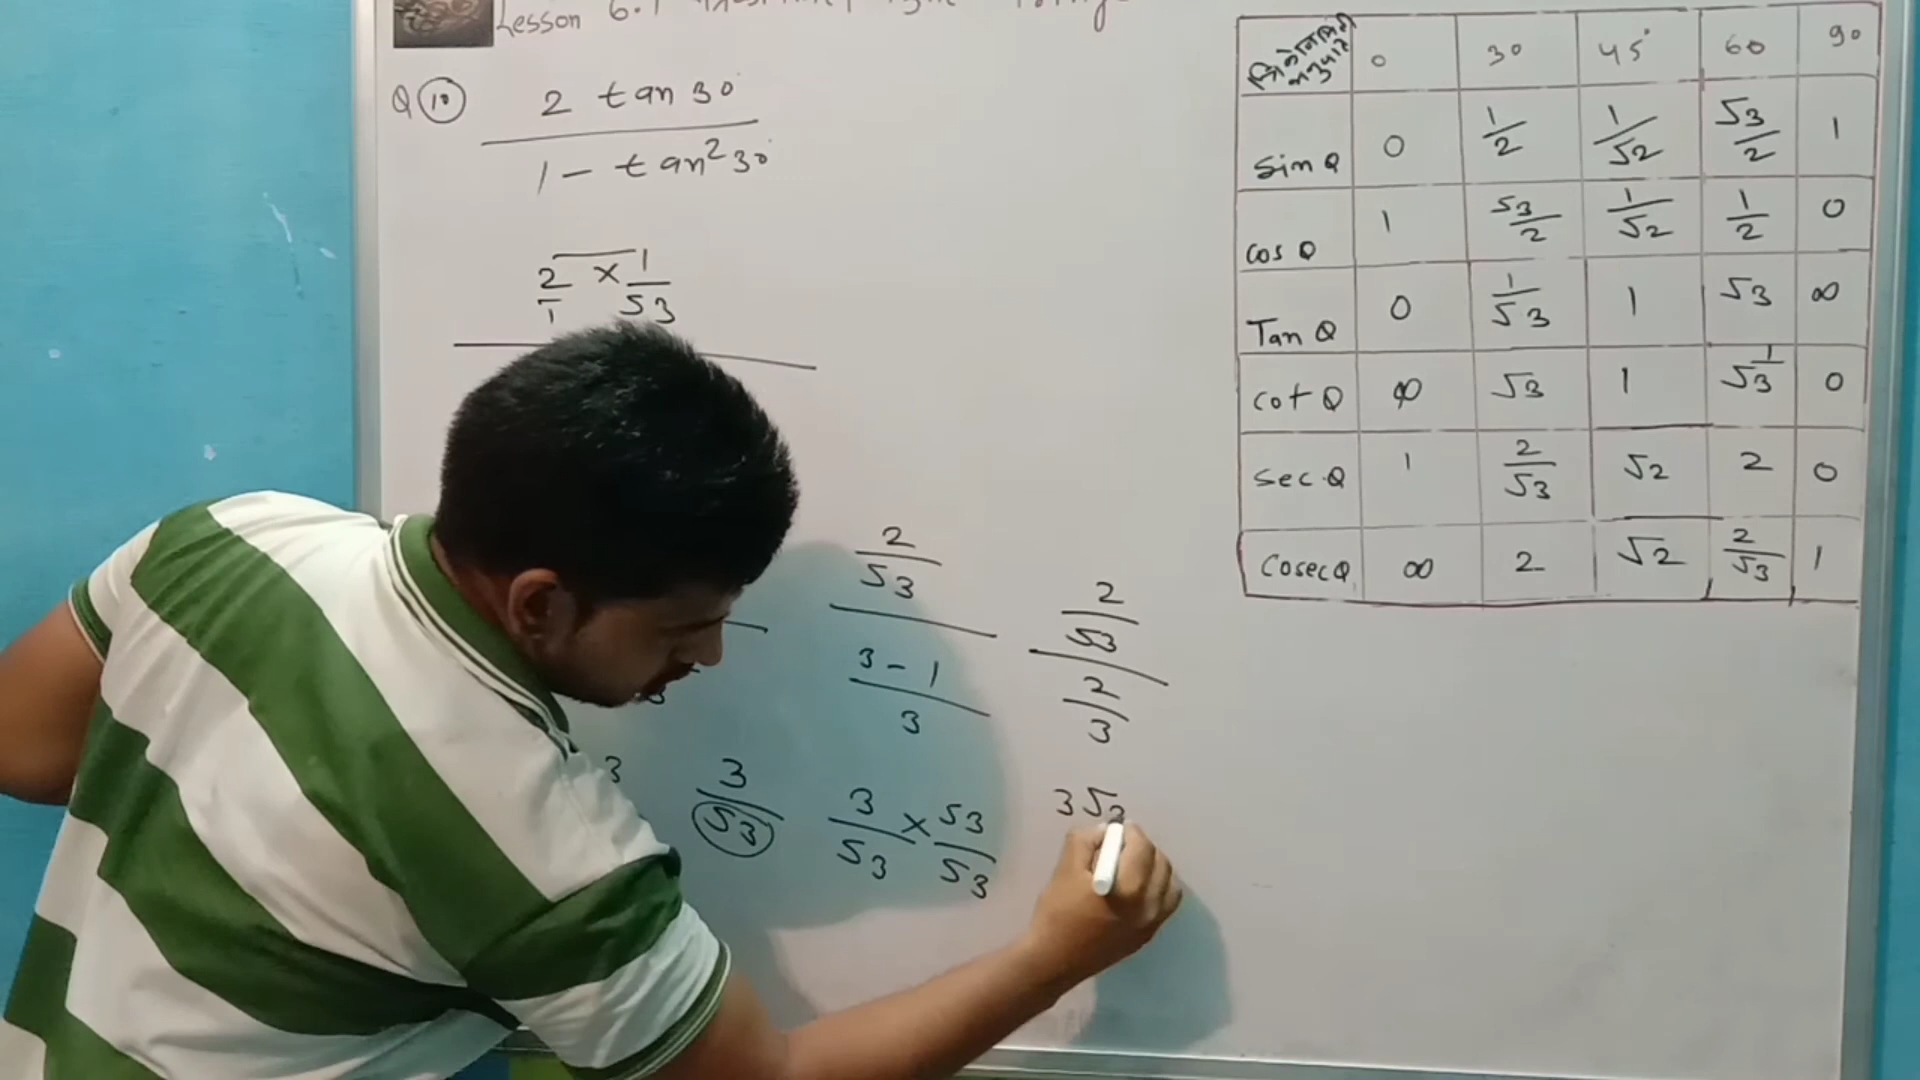 Lesson 6.1
Q 10 2 tan 30°
1 - tan² 30°
2 × 1
1 √3
2
√3
3 - 1
3
2
√3
2
3
3
3
√3
3 × √3
√3 √3
3√3
0 30 45° 60 90
sin θ 0 1/2 1/√2 √3/2 1
cos θ 1 √3/2 1/√2 1/2 0
Tan θ 0 1/√3 1 √3 ∞
cot θ ∞ √3 1 1/√3 0
sec θ 1 2/√3 √2 2 0
cosec θ ∞ 2 √2 2/√3 1